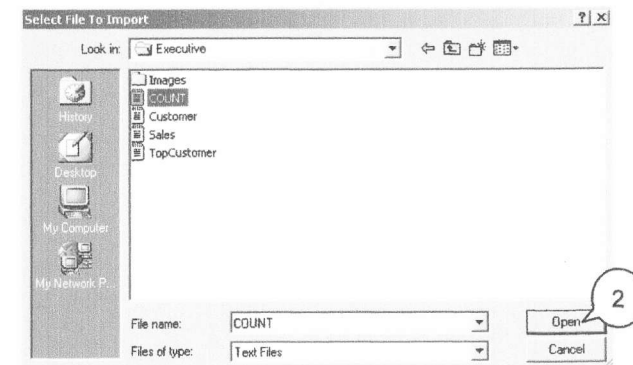 Select File To Import
Look in: Executive
Images
COUNT
Customer
Sales
TopCustomer
History
Desktop
My Computer
My Network P...
File name: COUNT
Open
2
Files of type: Text Files
Cancel